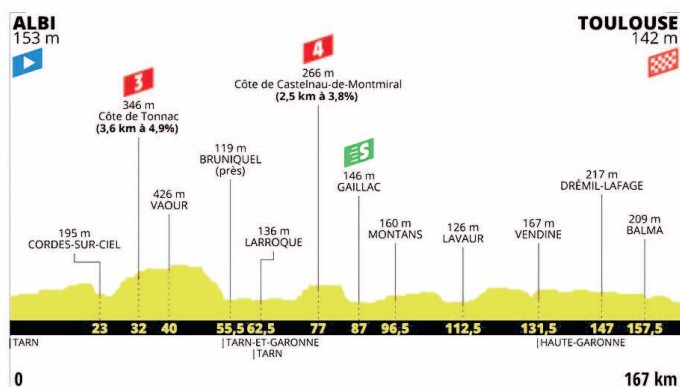 ALBI
153 m
TOULOUSE
142 m
3
346 m
Côte de Tonnac
(3,6 km à 4,9%)
4
266 m
Côte de Castelnau-de-Montmiral
(2,5 km à 3,8%)
S
119 m
BRUNIQUEL
(près)
146 m
GAILLAC
217 m
DRÉMIL-LAFAGE
426 m
VAOUR
195 m
CORDES-SUR-CIEL
136 m
LARROQUE
160 m
MONTANS
126 m
LAVAUR
167 m
VENDINE
209 m
BALMA
23 32 40 55,5 62,5 77 87 96,5 112,5 131,5 147 157,5
TARN TARN-ET-GARONNE HAUTE-GARONNE
TARN
0 167 km